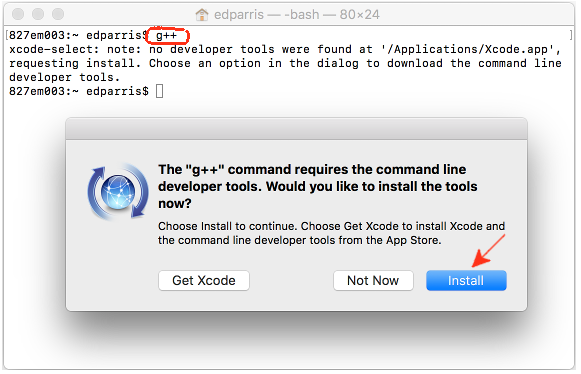 edparris — -bash — 80×24
[827em003:~ edparris$ g++ ]
xcode-select: note: no developer tools were found at '/Applications/Xcode.app',
requesting install. Choose an option in the dialog to download the command line
developer tools.
827em003:~ edparris$
The "g++" command requires the command line
developer tools. Would you like to install the tools
now?
Choose Install to continue. Choose Get Xcode to install Xcode and
the command line developer tools from the App Store.
Get Xcode
Not Now
Install